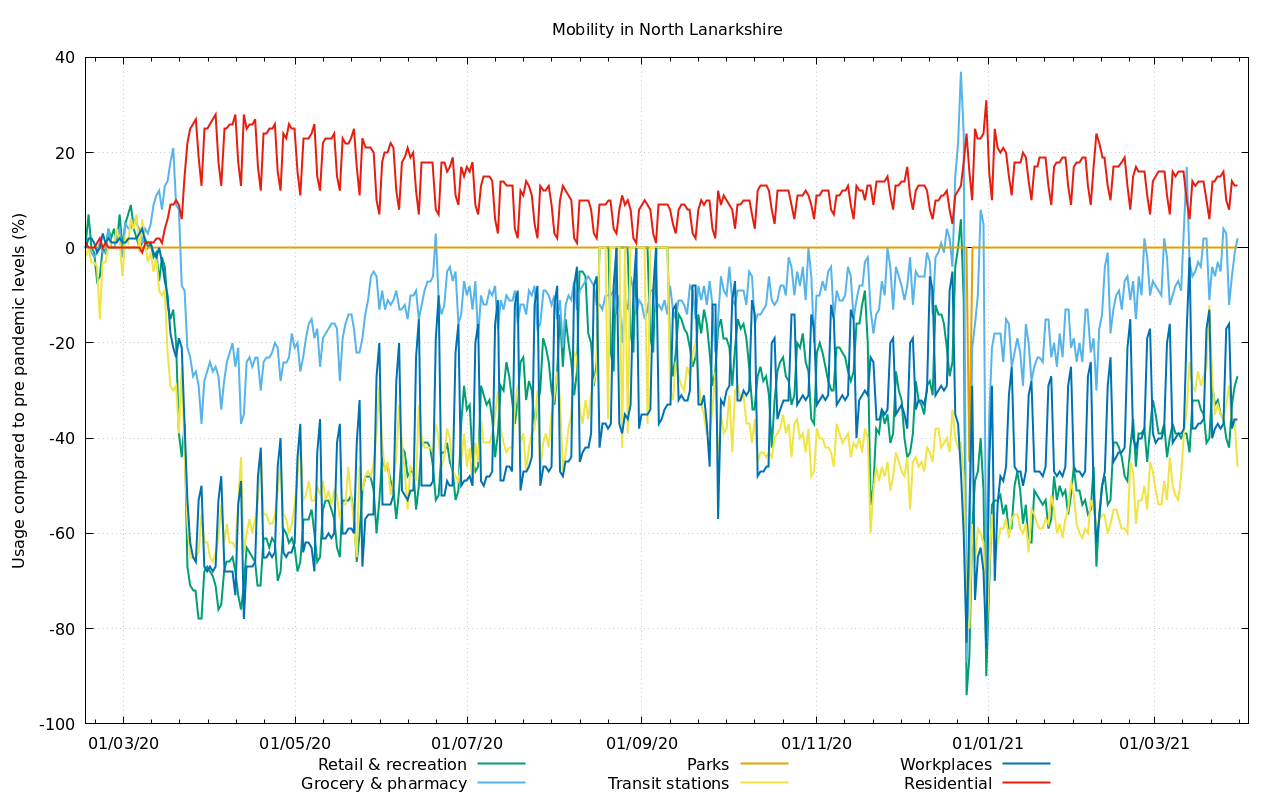 Mobility in North Lanarkshire
Usage compared to pre pandemic levels (%)
40
20
0
-20
-40
-60
-80
-100
01/03/20 01/05/20 01/07/20 01/09/20 01/11/20 01/01/21 01/03/21
Retail & recreation Parks Workplaces
Grocery & pharmacy Transit stations Residential